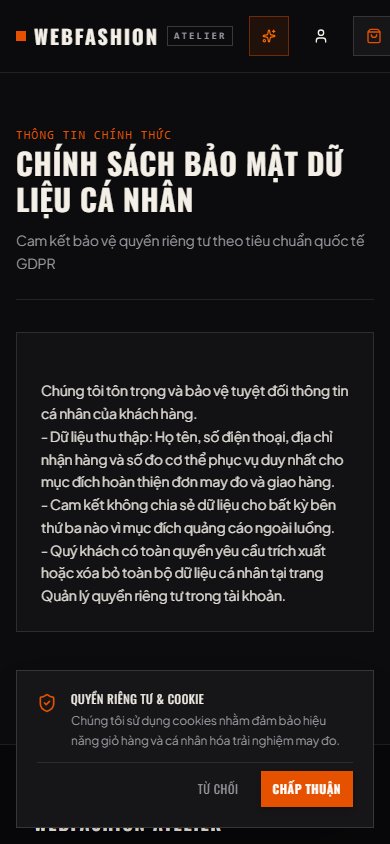 WEBFASHION ATELIER
THÔNG TIN CHÍNH THỨC
CHÍNH SÁCH BẢO MẬT DỮ
LIỆU CÁ NHÂN
Cam kết bảo vệ quyền riêng tư theo tiêu chuẩn quốc tế
GDPR
Chúng tôi tôn trọng và bảo vệ tuyệt đối thông tin
cá nhân của khách hàng.
- Dữ liệu thu thập: Họ tên, số điện thoại, địa chỉ
nhận hàng và số đo cơ thể phục vụ duy nhất cho
mục đích hoàn thiện đơn may đo và giao hàng.
- Cam kết không chia sẻ dữ liệu cho bất kỳ bên
thứ ba nào vì mục đích quảng cáo ngoài luồng.
- Quý khách có toàn quyền yêu cầu trích xuất
hoặc xóa bỏ toàn bộ dữ liệu cá nhân tại trang
Quản lý quyền riêng tư trong tài khoản.
QUYỀN RIÊNG TƯ & COOKIE
Chúng tôi sử dụng cookies nhằm đảm bảo hiệu
năng giỏ hàng và cá nhân hóa trải nghiệm may đo.
TỪ CHỐI
CHẤP THUẬN